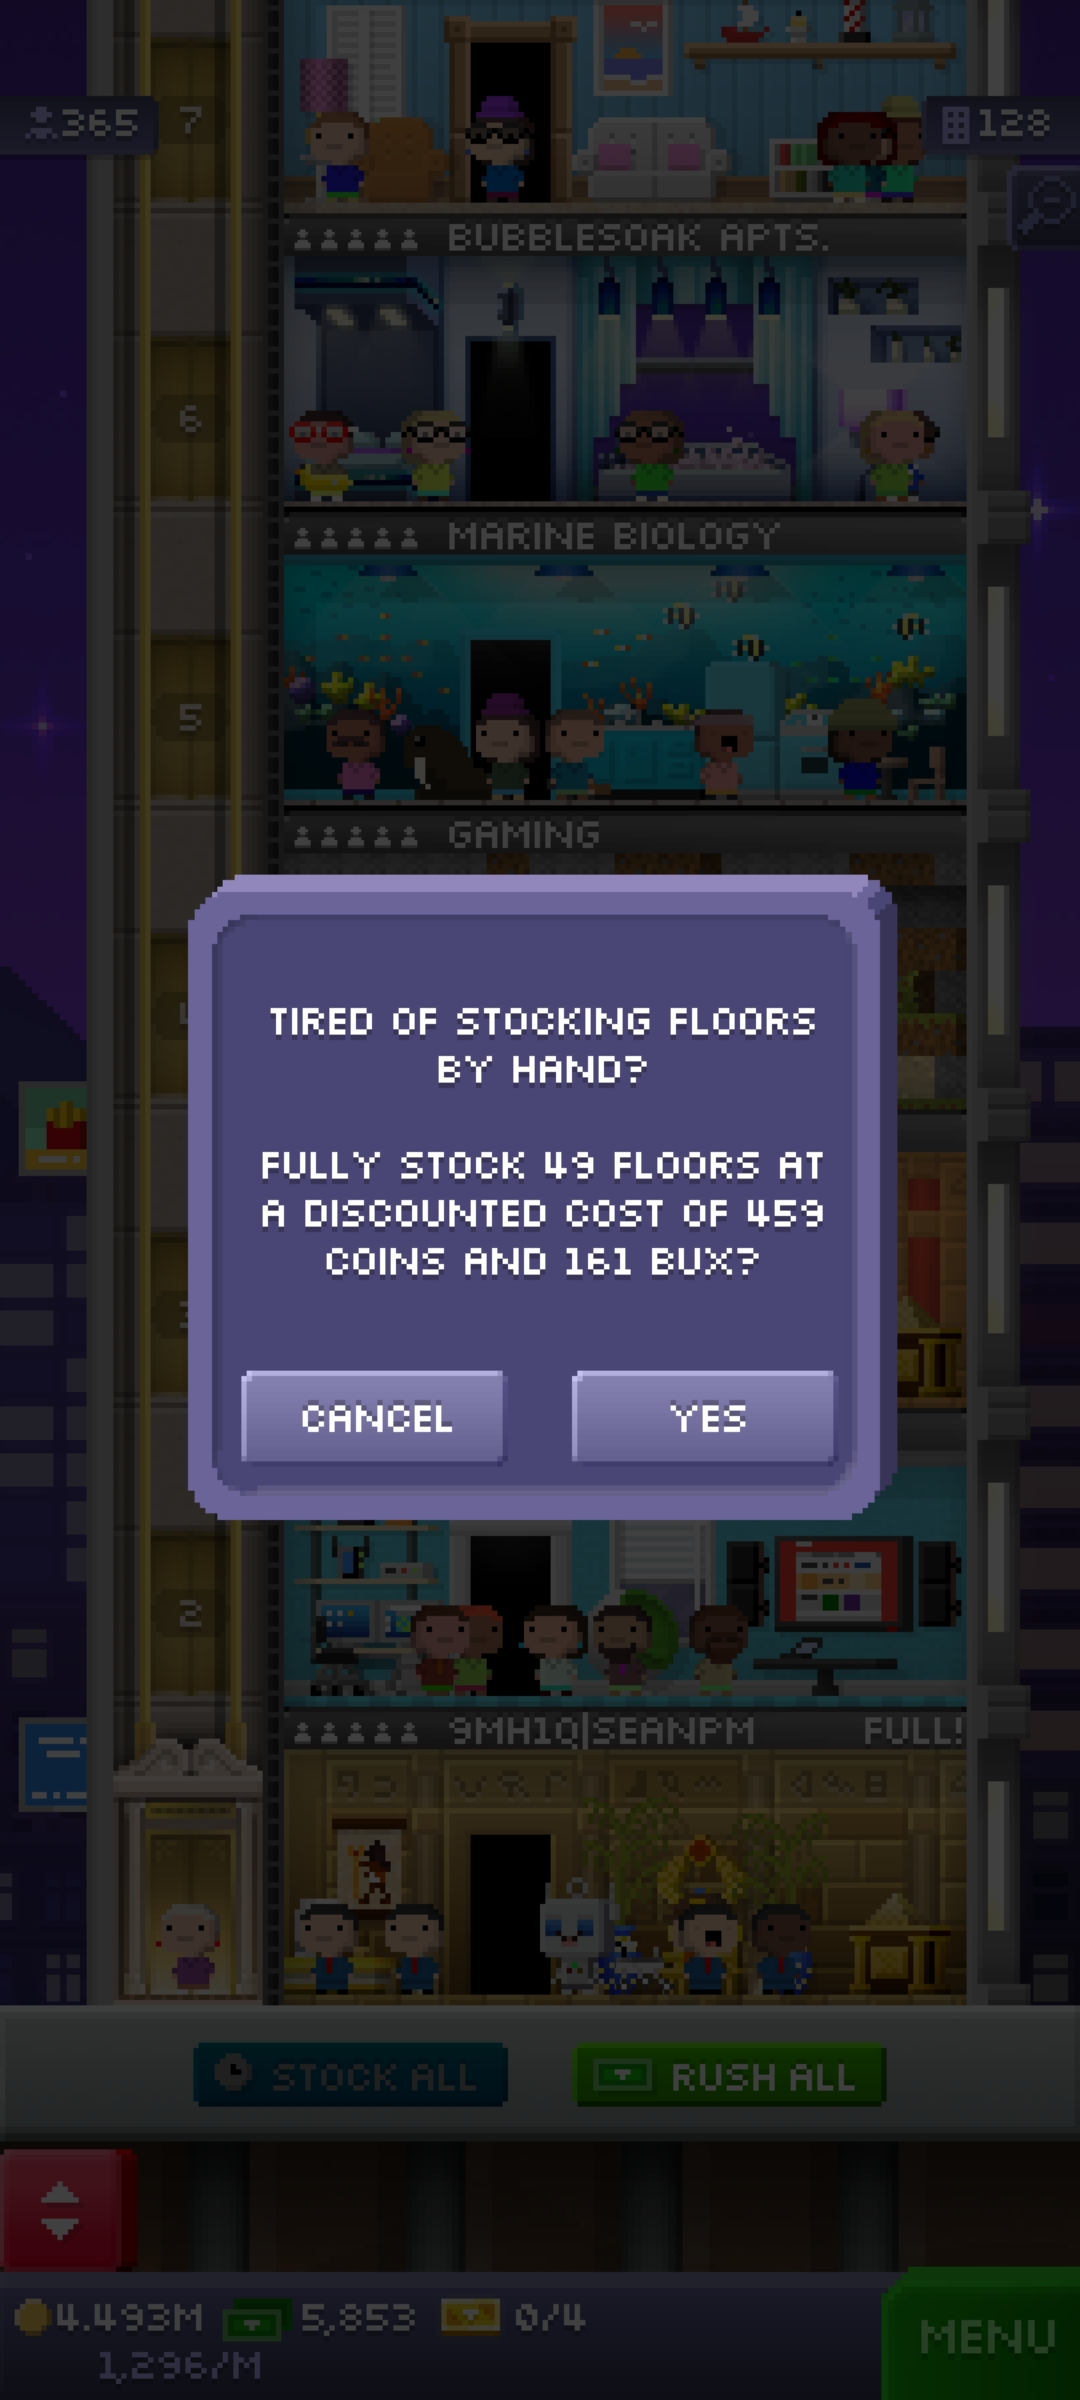 365
7
128
BUBBLESOAK APTS.
6
MARINE BIOLOGY
5
GAMING
TIRED OF STOCKING FLOORS
BY HAND?
FULLY STOCK 49 FLOORS AT
A DISCOUNTED COST OF 459
COINS AND 161 BUX?
CANCEL
YES
2
9MH1Q|SEANPM
FULL!
STOCK ALL
RUSH ALL
4.493M
5,853
0/4
1,296/M
MENU